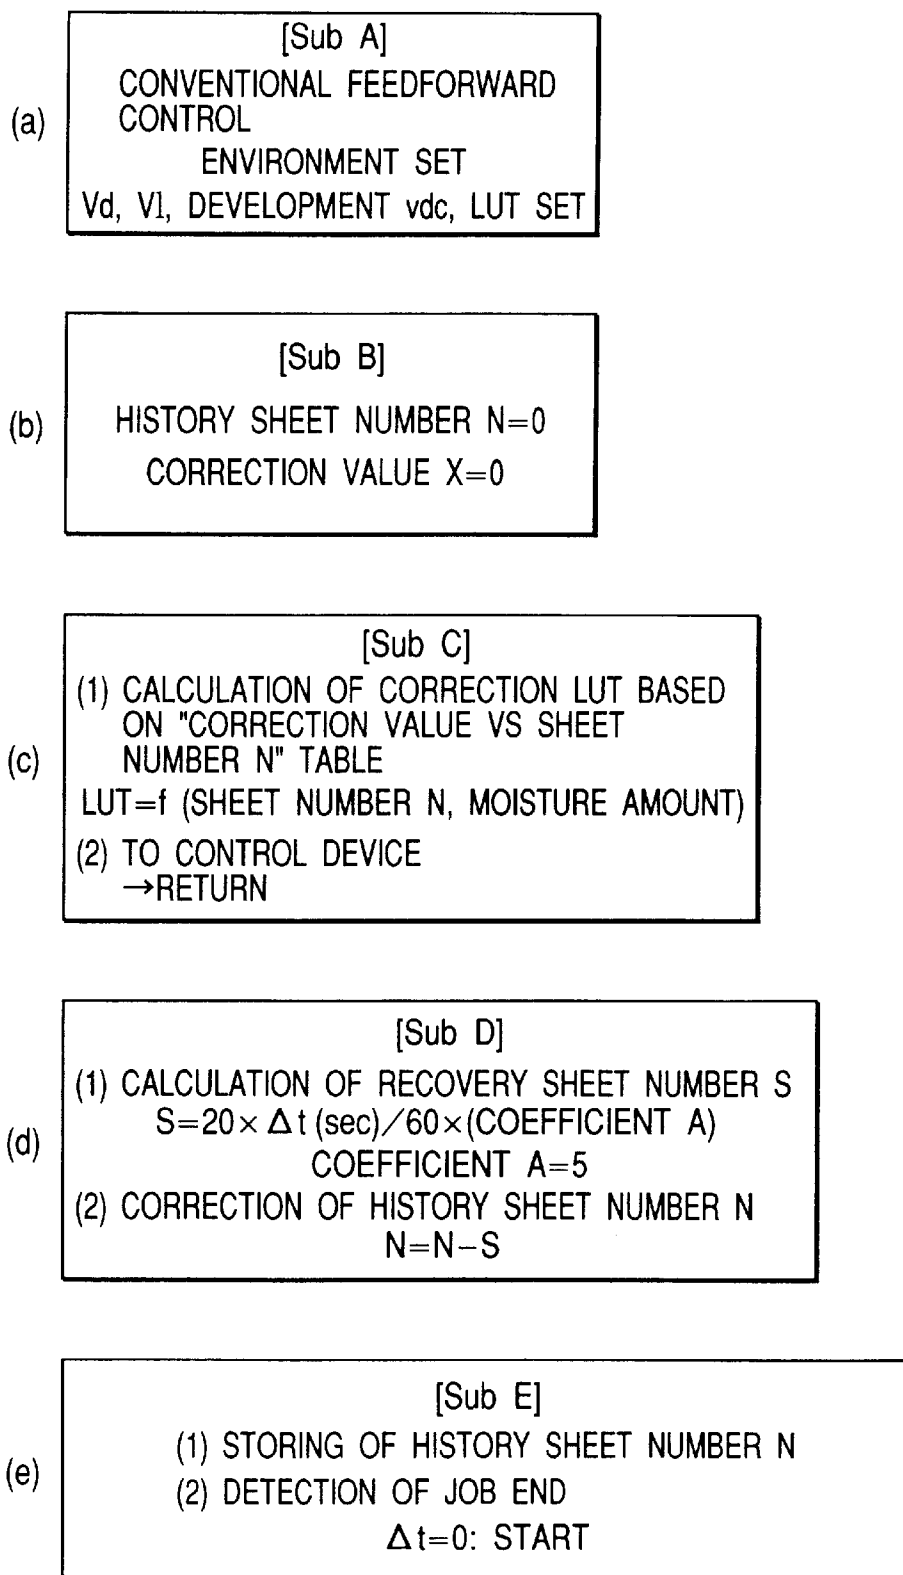 [Sub A]
CONVENTIONAL FEEDFORWARD
CONTROL
(a)
ENVIRONMENT SET
Vd, Vl, DEVELOPMENT vdc, LUT SET
[Sub B]
(b)
HISTORY SHEET NUMBER N=0
CORRECTION VALUE X=0
[Sub C]
(1) CALCULATION OF CORRECTION LUT BASED
ON "CORRECTION VALUE VS SHEET
NUMBER N" TABLE
(c)
LUT=f (SHEET NUMBER N, MOISTURE AMOUNT)
(2) TO CONTROL DEVICE
→RETURN
[Sub D]
(1) CALCULATION OF RECOVERY SHEET NUMBER S
S=20×Δt(sec)/60×(COEFFICIENT A)
(d)
COEFFICIENT A=5
(2) CORRECTION OF HISTORY SHEET NUMBER N
N=N−S
[Sub E]
(1) STORING OF HISTORY SHEET NUMBER N
(e)
(2) DETECTION OF JOB END
Δt=0: START